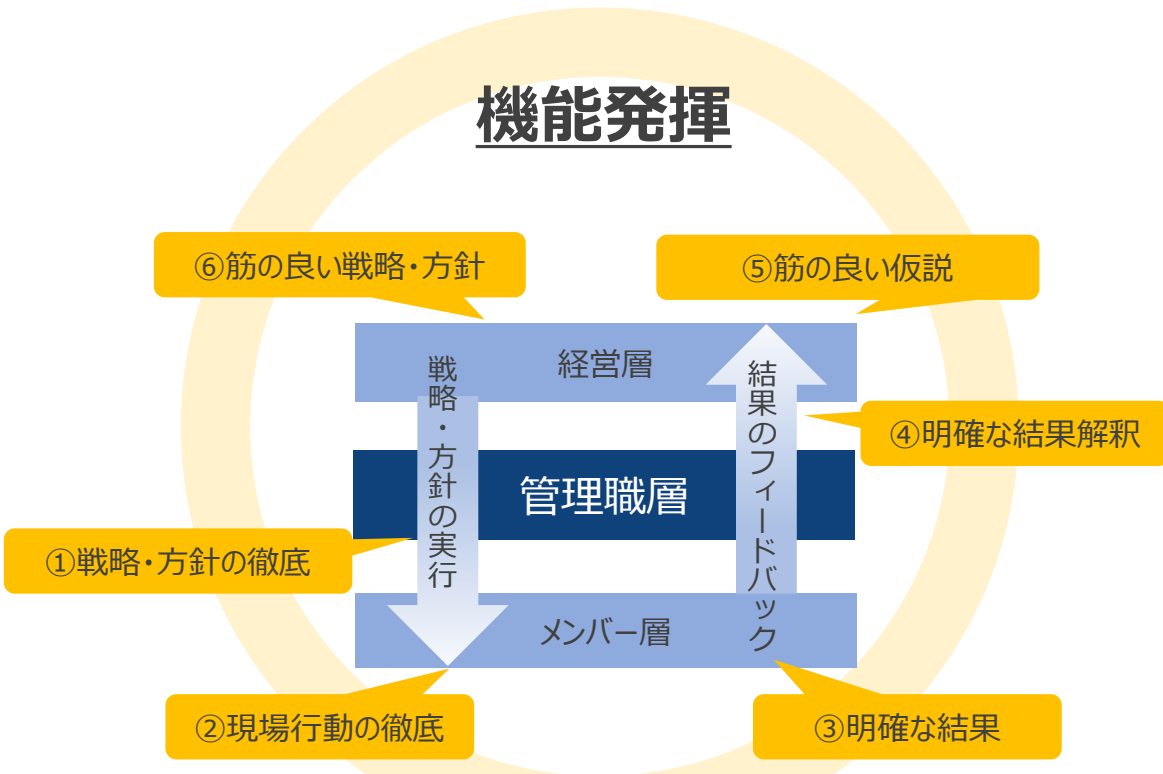 機能発揮
⑥筋の良い戦略・方針
⑤筋の良い仮説
経営層
戦略・方針の実行
結果のフィードバック
④明確な結果解釈
管理職層
①戦略・方針の徹底
メンバー層
②現場行動の徹底
③明確な結果